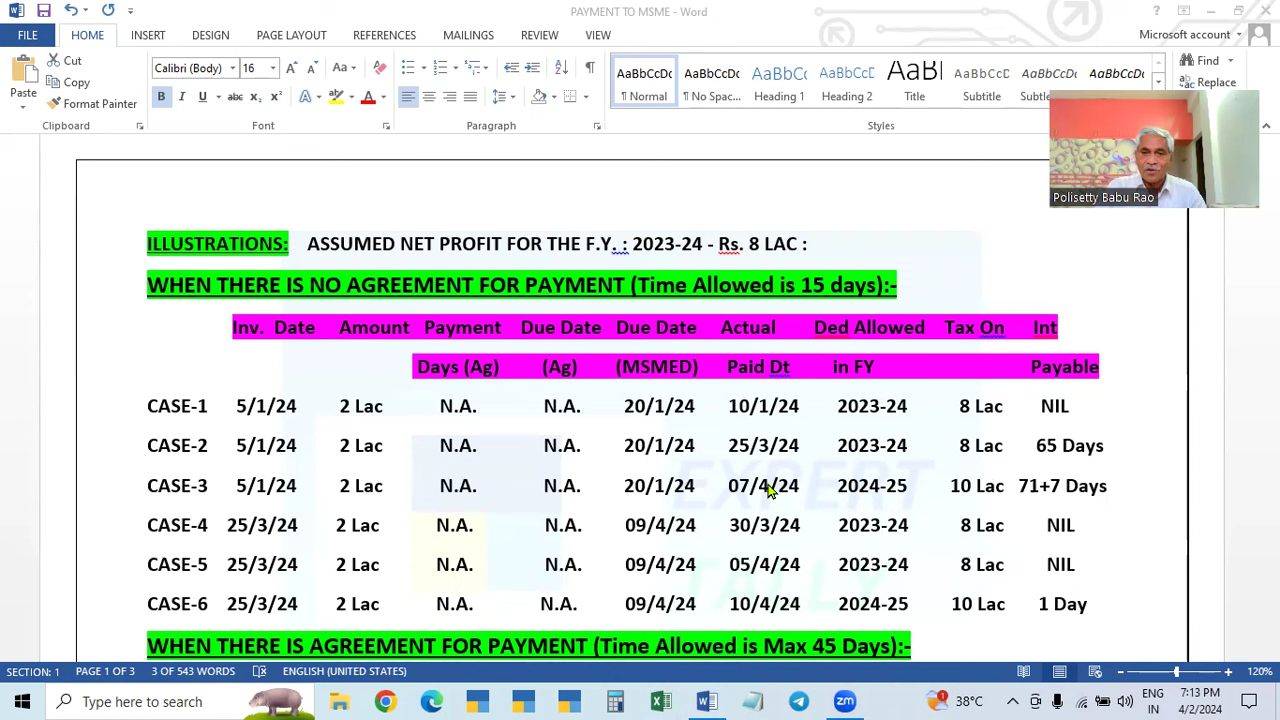 PAYMENT TO MSME - Word
FILE HOME INSERT DESIGN PAGE LAYOUT REFERENCES MAILINGS REVIEW VIEW Microsoft account
Cut
Copy
Format Painter
Paste
Clipboard
Calibri (Body) 16
Font
Paragraph
AaBbCcDc AaBbCcDc AaBbCc AaBbCcC AaBl AaBbCcD AaBbCcDc AaBbCcDc
¶ Normal ¶ No Spac... Heading 1 Heading 2 Title Subtitle
Styles
Find
Replace
Polisetty Babu Rao
ILLUSTRATIONS: ASSUMED NET PROFIT FOR THE F.Y. : 2023-24 - Rs. 8 LAC :
WHEN THERE IS NO AGREEMENT FOR PAYMENT (Time Allowed is 15 days):-
Inv. Date Amount Payment Due Date Due Date Actual Ded Allowed Tax On Int
Days (Ag) (Ag) (MSMED) Paid Dt in FY Payable
CASE-1 5/1/24 2 Lac N.A. N.A. 20/1/24 10/1/24 2023-24 8 Lac NIL
CASE-2 5/1/24 2 Lac N.A. N.A. 20/1/24 25/3/24 2023-24 8 Lac 65 Days
CASE-3 5/1/24 2 Lac N.A. N.A. 20/1/24 07/4/24 2024-25 10 Lac 71+7 Days
CASE-4 25/3/24 2 Lac N.A. N.A. 09/4/24 30/3/24 2023-24 8 Lac NIL
CASE-5 25/3/24 2 Lac N.A. N.A. 09/4/24 05/4/24 2023-24 8 Lac NIL
CASE-6 25/3/24 2 Lac N.A. N.A. 09/4/24 10/4/24 2024-25 10 Lac 1 Day
EXPERT
TALLY
WHEN THERE IS AGREEMENT FOR PAYMENT (Time Allowed is Max 45 Days):-
SECTION: 1 PAGE 1 OF 3 3 OF 543 WORDS ENGLISH (UNITED STATES) 120%
Type here to search
1 38°C
ENG
IN
7:13 PM
4/2/2024